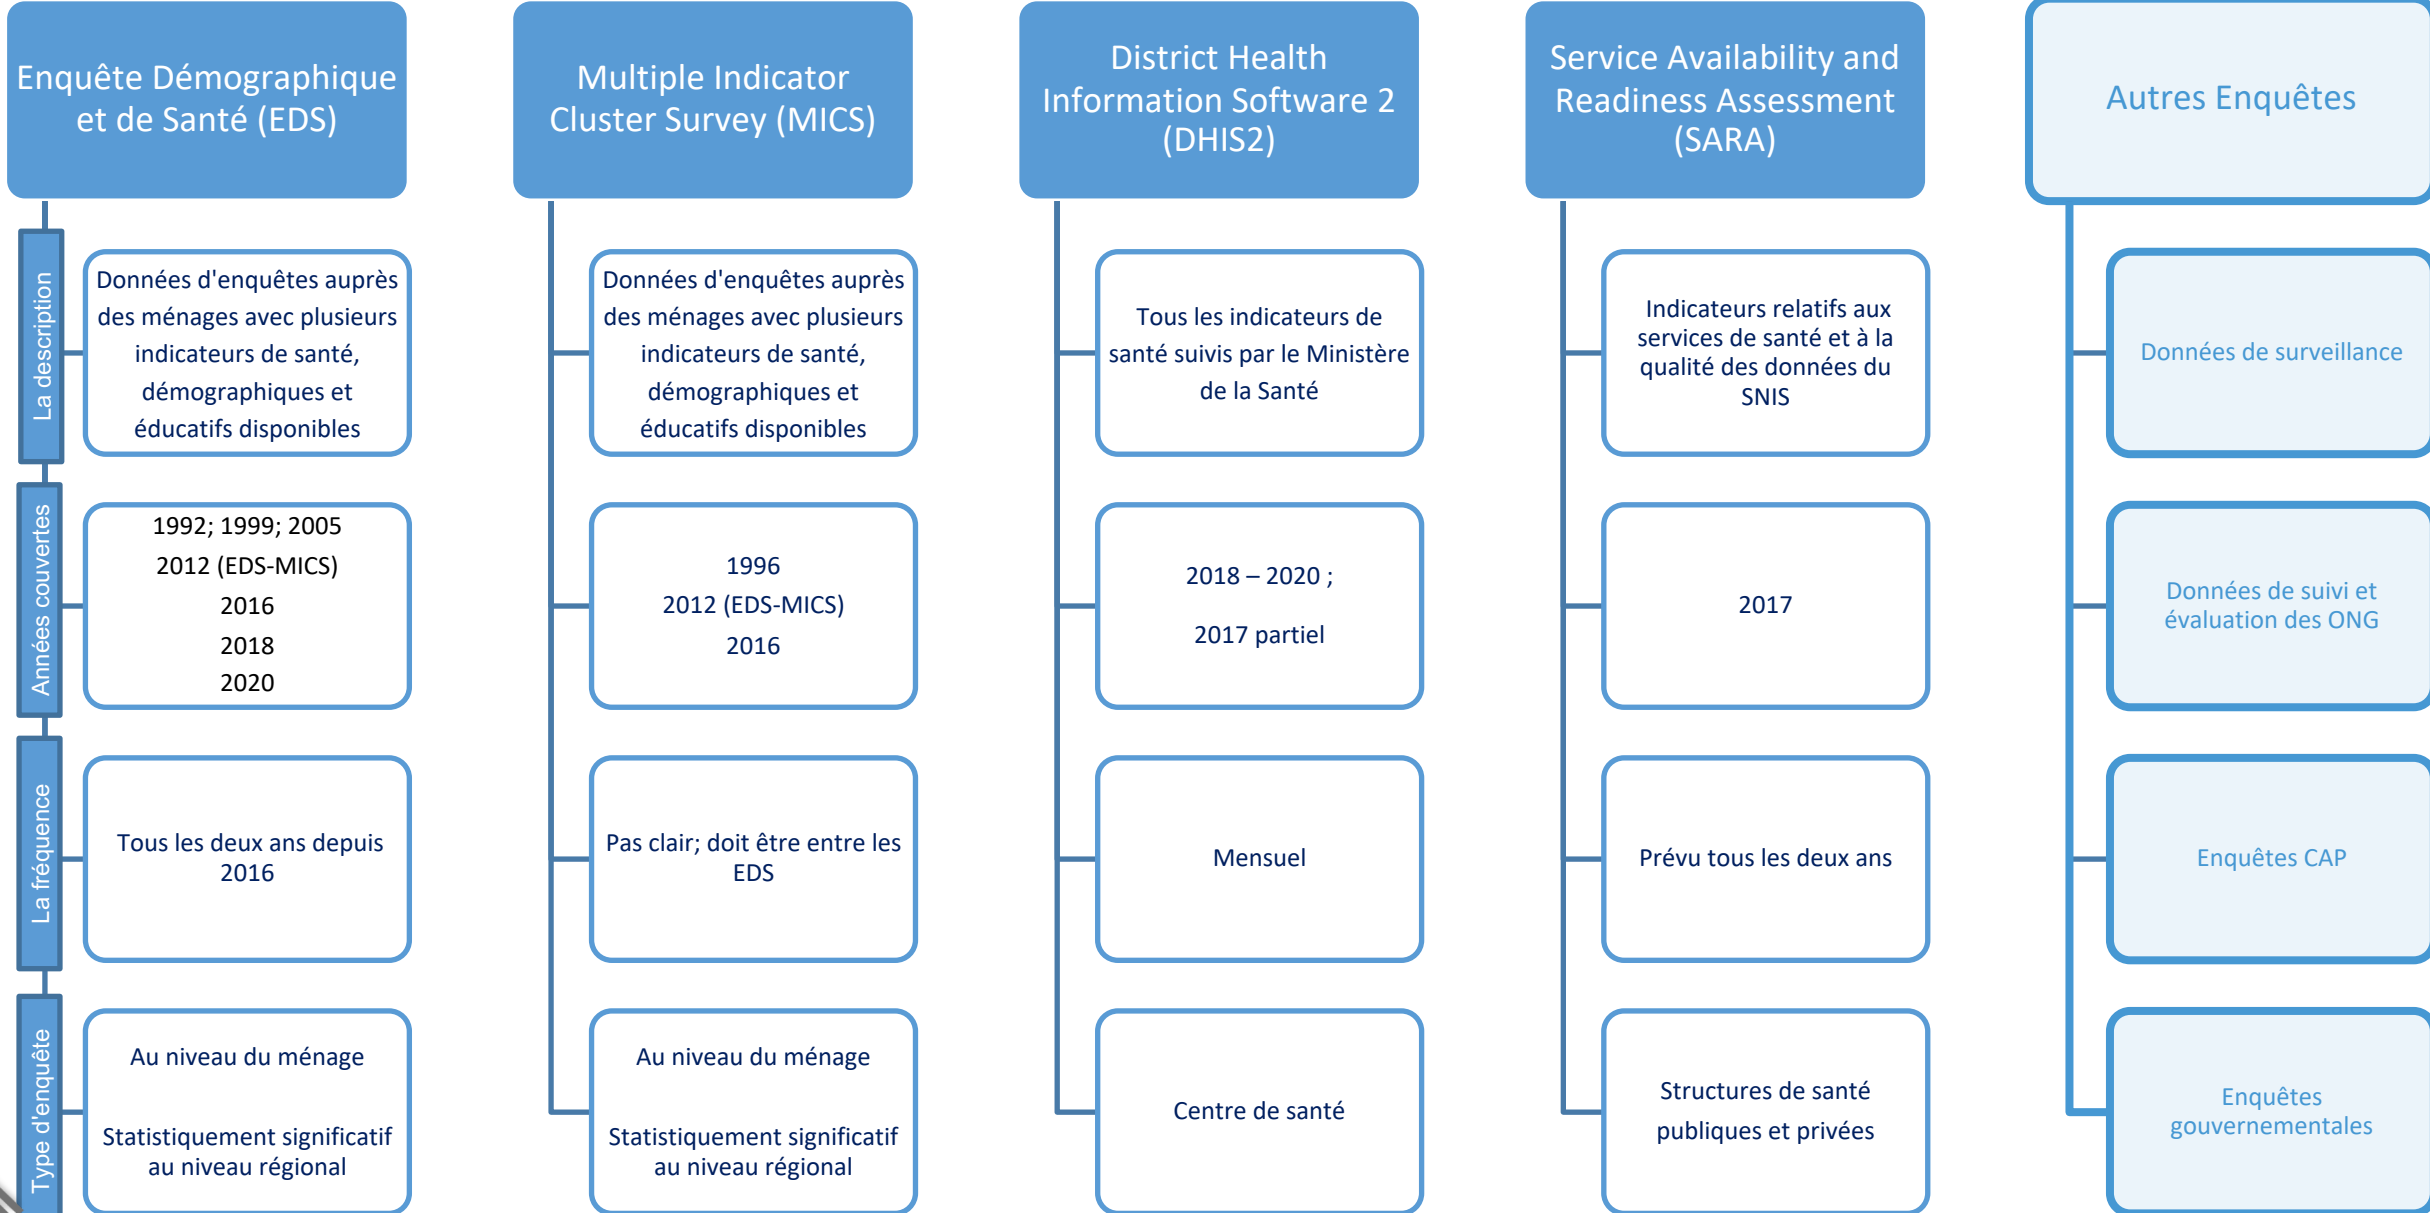 Enquête Démographique
et de Santé (EDS)
La description
Données d'enquêtes auprès
des ménages avec plusieurs
indicateurs de santé,
démographiques et
éducatifs disponibles
Années couvertes
1992; 1999; 2005
2012 (EDS-MICS)
2016
2018
2020
La fréquence
Tous les deux ans depuis
2016
Type d'enquête
Au niveau du ménage
Statistiquement significatif
au niveau régional
Multiple Indicator
Cluster Survey (MICS)
Données d'enquêtes auprès
des ménages avec plusieurs
indicateurs de santé,
démographiques et
éducatifs disponibles
1996
2012 (EDS-MICS)
2016
Pas clair; doit être entre les
EDS
Au niveau du ménage
Statistiquement significatif
au niveau régional
District Health
Information Software 2
(DHIS2)
Tous les indicateurs de
santé suivis par le Ministère
de la Santé
2018 – 2020 ;
2017 partiel
Mensuel
Centre de santé
Service Availability and
Readiness Assessment
(SARA)
Indicateurs relatifs aux
services de santé et à la
qualité des données du
SNIS
2017
Prévu tous les deux ans
Structures de santé
publiques et privées
Autres Enquêtes
Données de surveillance
Données de suivi et
évaluation des ONG
Enquêtes CAP
Enquêtes
gouvernementales